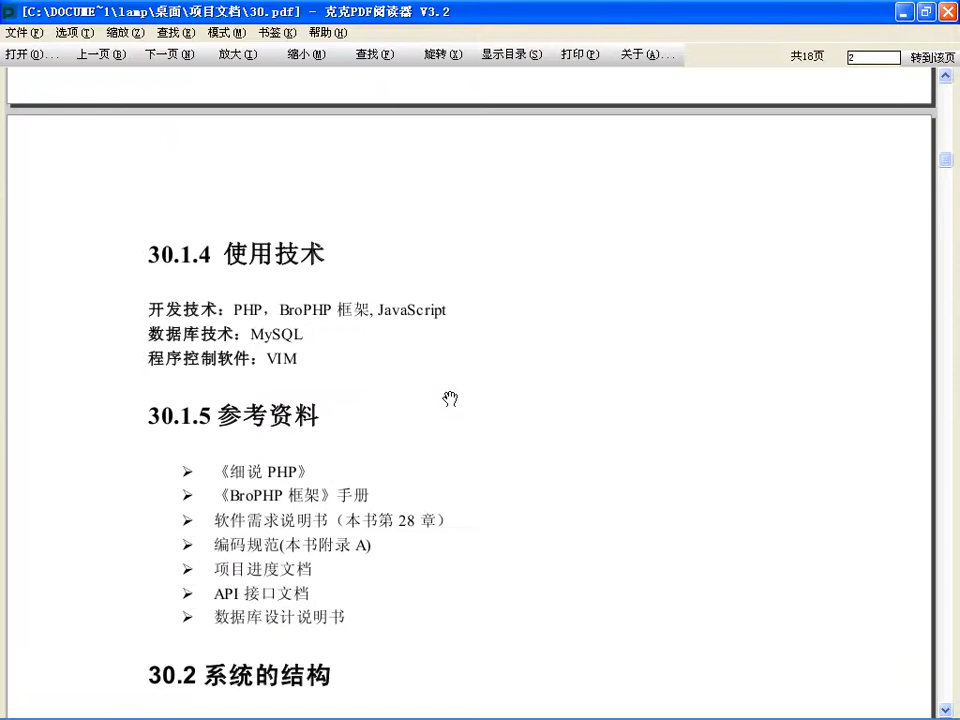 [C:\DOCUME~1\lamp\桌面\项目文档\30.pdf] - 克克PDF阅读器 V3.2
文件(F) 选项(T) 缩放(Z) 查找(E) 模式(M) 书签(K) 帮助(H)
打开(O)... 上一页(B) 下一页(N) 放大(I) 缩小(M) 查找(F) 旋转(X) 显示目录(S) 打印(P) 关于(A)... 共18页 2 转到该页
30.1.4 使用技术
开发技术：PHP，BroPHP 框架, JavaScript
数据库技术：MySQL
程序控制软件：VIM
30.1.5 参考资料
➢ 《细说 PHP》
➢ 《BroPHP 框架》手册
➢ 软件需求说明书（本书第 28 章）
➢ 编码规范(本书附录 A)
➢ 项目进度文档
➢ API 接口文档
➢ 数据库设计说明书
30.2 系统的结构